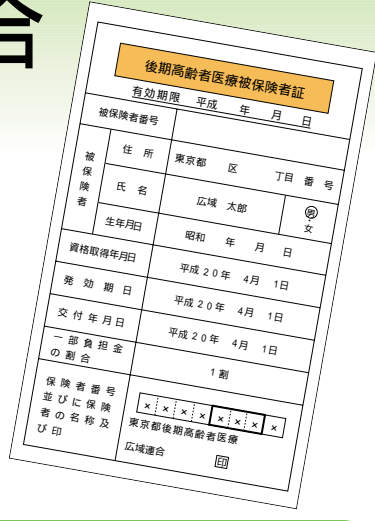 合
後期高齢者医療被保険者証
有効期限 平成 年 月 日
被保険者番号
被保険者
住 所
東京都 区 丁目 番 号
氏 名
広域 太郎
男
女
生年月日
昭和 年 月 日
資格取得年月日
平成20年 4月 1日
発 効 期 日
平成20年 4月 1日
交 付 年 月 日
平成20年 4月 1日
一部負担金
の割合
1割
保険者番号
並びに保険
者の名称及
び印
××××××××
東京都後期高齢者医療
広域連合 印